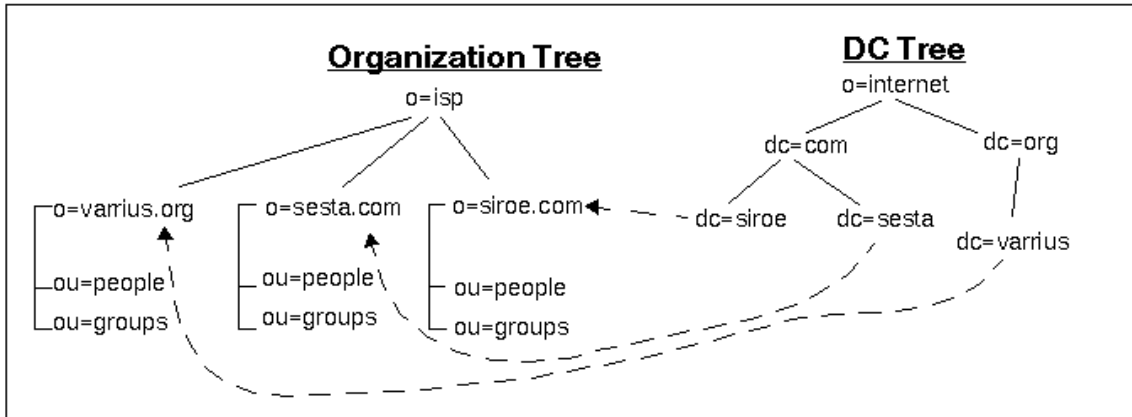 Organization Tree
o=isp
o=varrius.org
ou=people
ou=groups
o=sesta.com
ou=people
ou=groups
o=siroe.com
ou=people
ou=groups
DC Tree
o=internet
dc=com
dc=org
dc=siroe
dc=sesta
dc=varrius